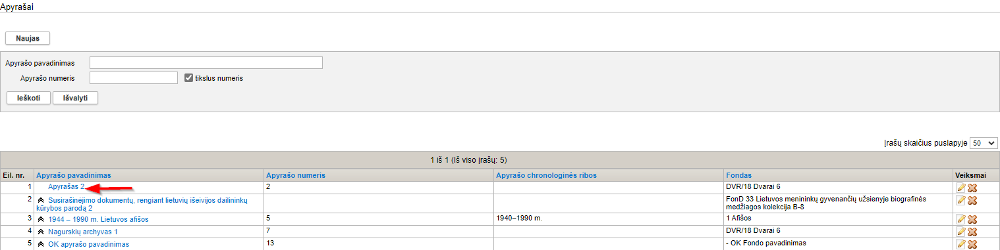 Apyrašai
Naujas
Apyrašo pavadinimas
Apyrašo numeris tikslus numeris
Ieškoti Išvalyti
Įrašų skaičius puslapyje 50
1 iš 1 (Iš viso įrašų: 5)
Eil. nr. Apyrašo pavadinimas Apyrašo numeris Apyrašo chronologinės ribos Fondas Veiksmai
1 Apyrašas 2 2 DVR/18 Dvarai 6
2 Susirašinėjimo dokumentų, rengiant lietuvių išeivijos dailininkų FonD 33 Lietuvos menininkų gyvenančių užsienyje biografinės
kūrybos parodą 2 medžiagos kolekcija B-8
3 1944 – 1990 m. Lietuvos afišos 5 1940–1990 m. 1 Afišos
4 Nagurskių archyvas 1 7 DVR/18 Dvarai 6
5 OK apyrašo pavadinimas 13 - OK Fondo pavadinimas